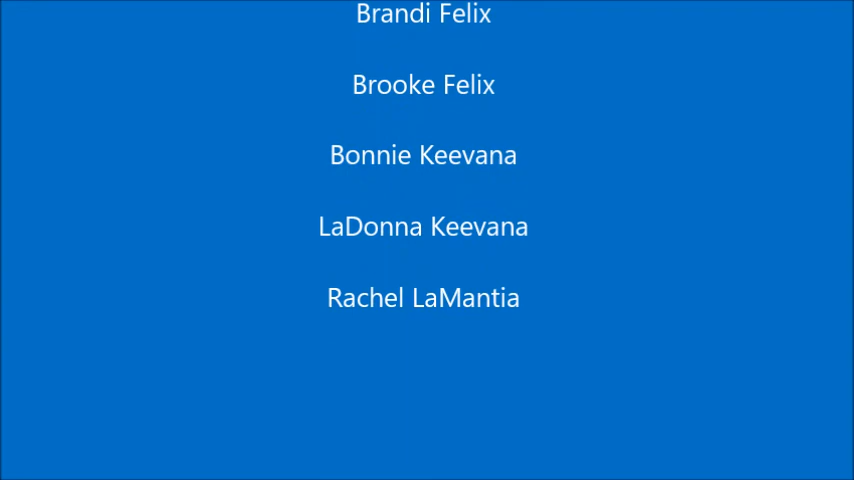 Brandi Felix
Brooke Felix
Bonnie Keevana
LaDonna Keevana
Rachel LaMantia